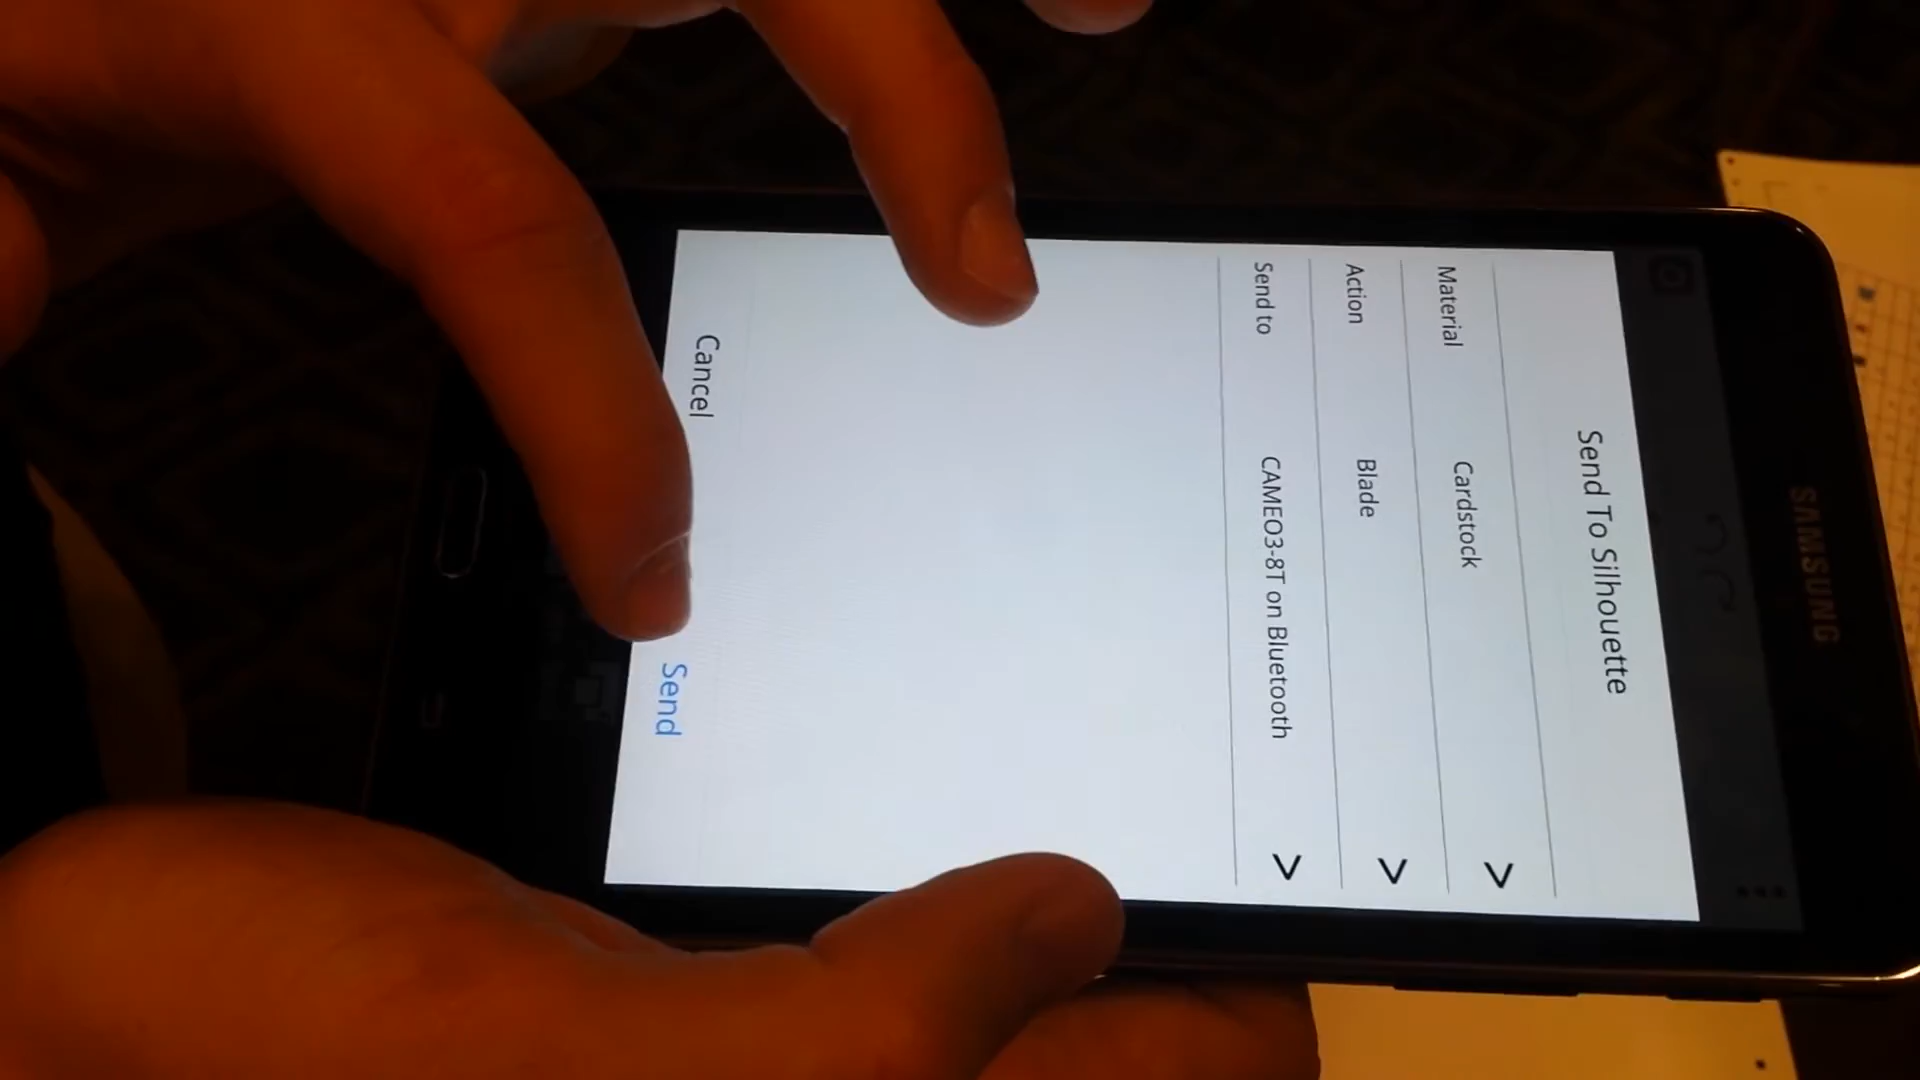 SAMSUNG
Send To Silhouette
Material Cardstock >
Action Blade >
Send to CAMEO3-8T on Bluetooth >
Cancel Send